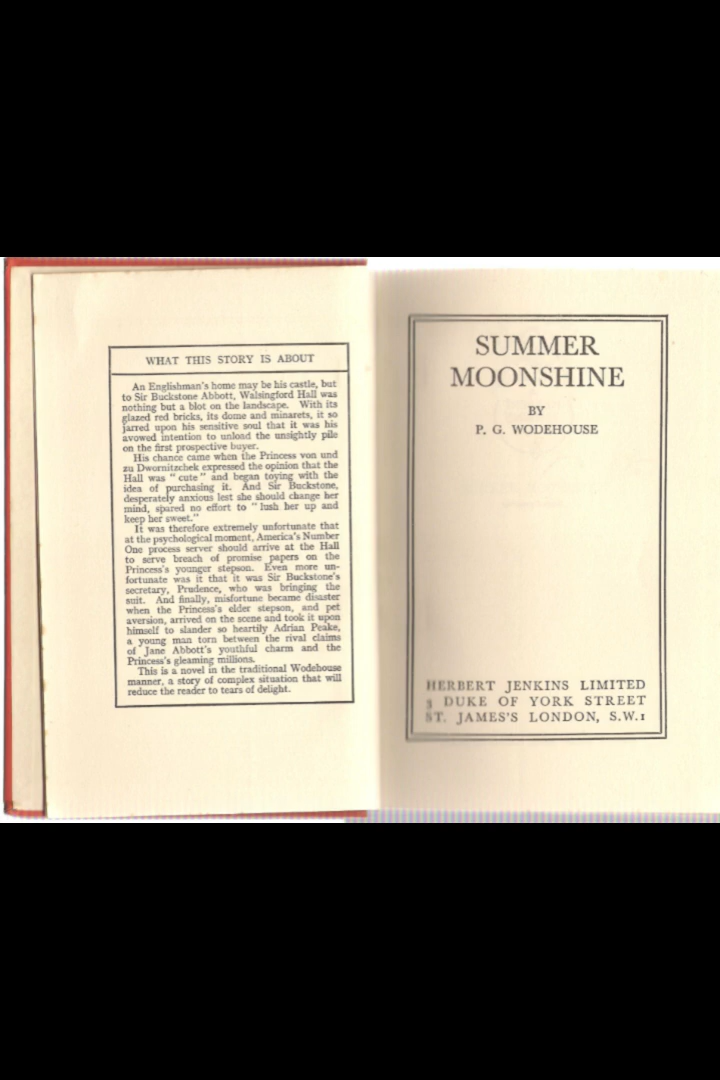 WHAT THIS STORY IS ABOUT
An Englishman's home may be his castle, but
to Sir Buckstone Abbott, Walsingford Hall was
nothing but a blot on the landscape. With its
glazed red bricks, its dome and minarets, it so
jarred upon his sensitive soul that it was his
avowed intention to unload the unsightly pile
on the first prospective buyer.
His chance came when the Princess von und
zu Dwornitzchek expressed the opinion that the
Hall was " cute " and began toying with the
idea of purchasing it. And Sir Buckstone,
desperately anxious lest she should change her
mind, spared no effort to " lush her up and
keep her sweet."
It was therefore extremely unfortunate that
at the psychological moment, America's Number
One process server should arrive at the Hall
to serve breach of promise papers on the
Princess's younger stepson. Even more un-
fortunate was it that it was Sir Buckstone's
secretary, Prudence, who was bringing the
suit. And finally, misfortune became disaster
when the Princess's elder stepson, and pet
aversion, arrived on the scene and took it upon
himself to slander so heartily Adrian Peake,
a young man torn between the rival claims
of Jane Abbott's youthful charm and the
Princess's gleaming millions.
This is a novel in the traditional Wodehouse
manner, a story of complex situation that will
reduce the reader to tears of delight.
SUMMER
MOONSHINE
BY
P. G. WODEHOUSE
HERBERT JENKINS LIMITED
3 DUKE OF YORK STREET
ST. JAMES'S LONDON, S.W.1